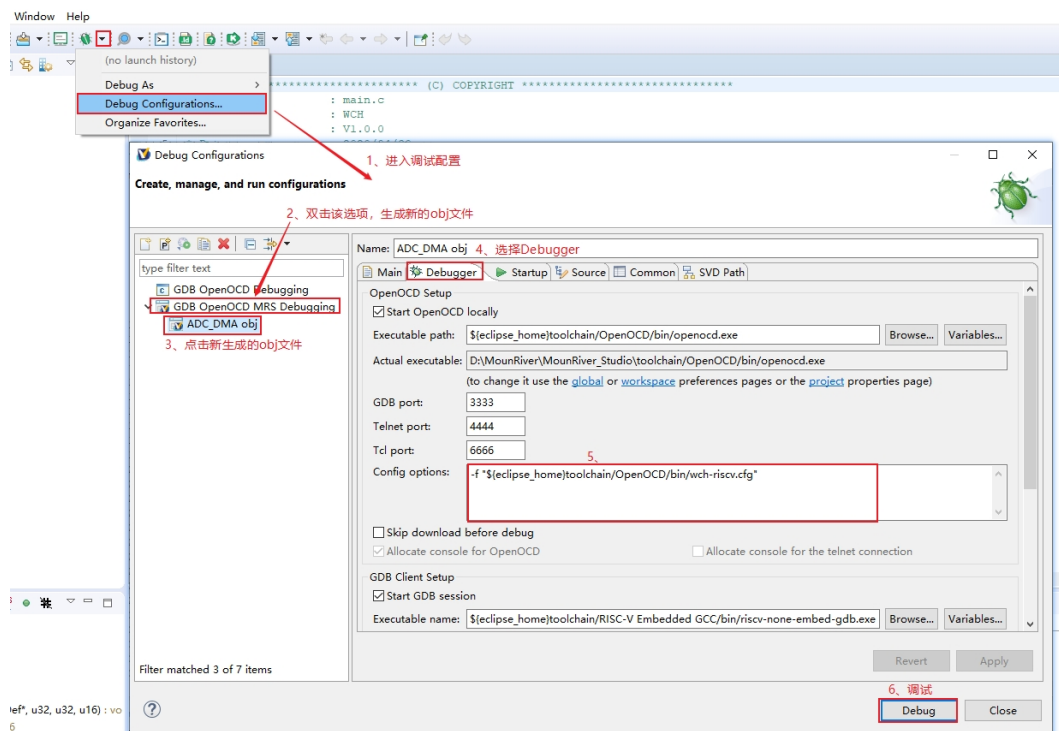 Window Help
(no launch history)
Debug As
Debug Configurations...
Organize Favorites...
****************** (C) COPYRIGHT ******************************
: main.c
: WCH
: V1.0.0
Debug Configurations
1、进入调试配置
Create, manage, and run configurations
2、双击该选项，生成新的obj文件
type filter text
GDB OpenOCD Debugging
GDB OpenOCD MRS Debugging
ADC_DMA obj
3、点击新生成的obj文件
Name: ADC_DMA obj 4、选择Debugger
Main Debugger Startup Source Common SVD Path
OpenOCD Setup
Start OpenOCD locally
Executable path: ${eclipse_home}toolchain/OpenOCD/bin/openocd.exe Browse... Variables...
Actual executable: D:\MounRiver\MounRiver_Studio\toolchain/OpenOCD/bin/openocd.exe
(to change it use the global or workspace preferences pages or the project properties page)
GDB port: 3333
Telnet port: 4444
Tcl port: 6666
5、
Config options: -f "${eclipse_home}toolchain/OpenOCD/bin/wch-riscv.cfg"
Skip download before debug
Allocate console for OpenOCD Allocate console for the telnet connection
GDB Client Setup
Start GDB session
Executable name: ${eclipse_home}toolchain/RISC-V Embedded GCC/bin/riscv-none-embed-gdb.exe Browse... Variables...
Filter matched 3 of 7 items
Revert Apply
6、调试
Debug Close
ef*, u32, u32, u16) : vo
6